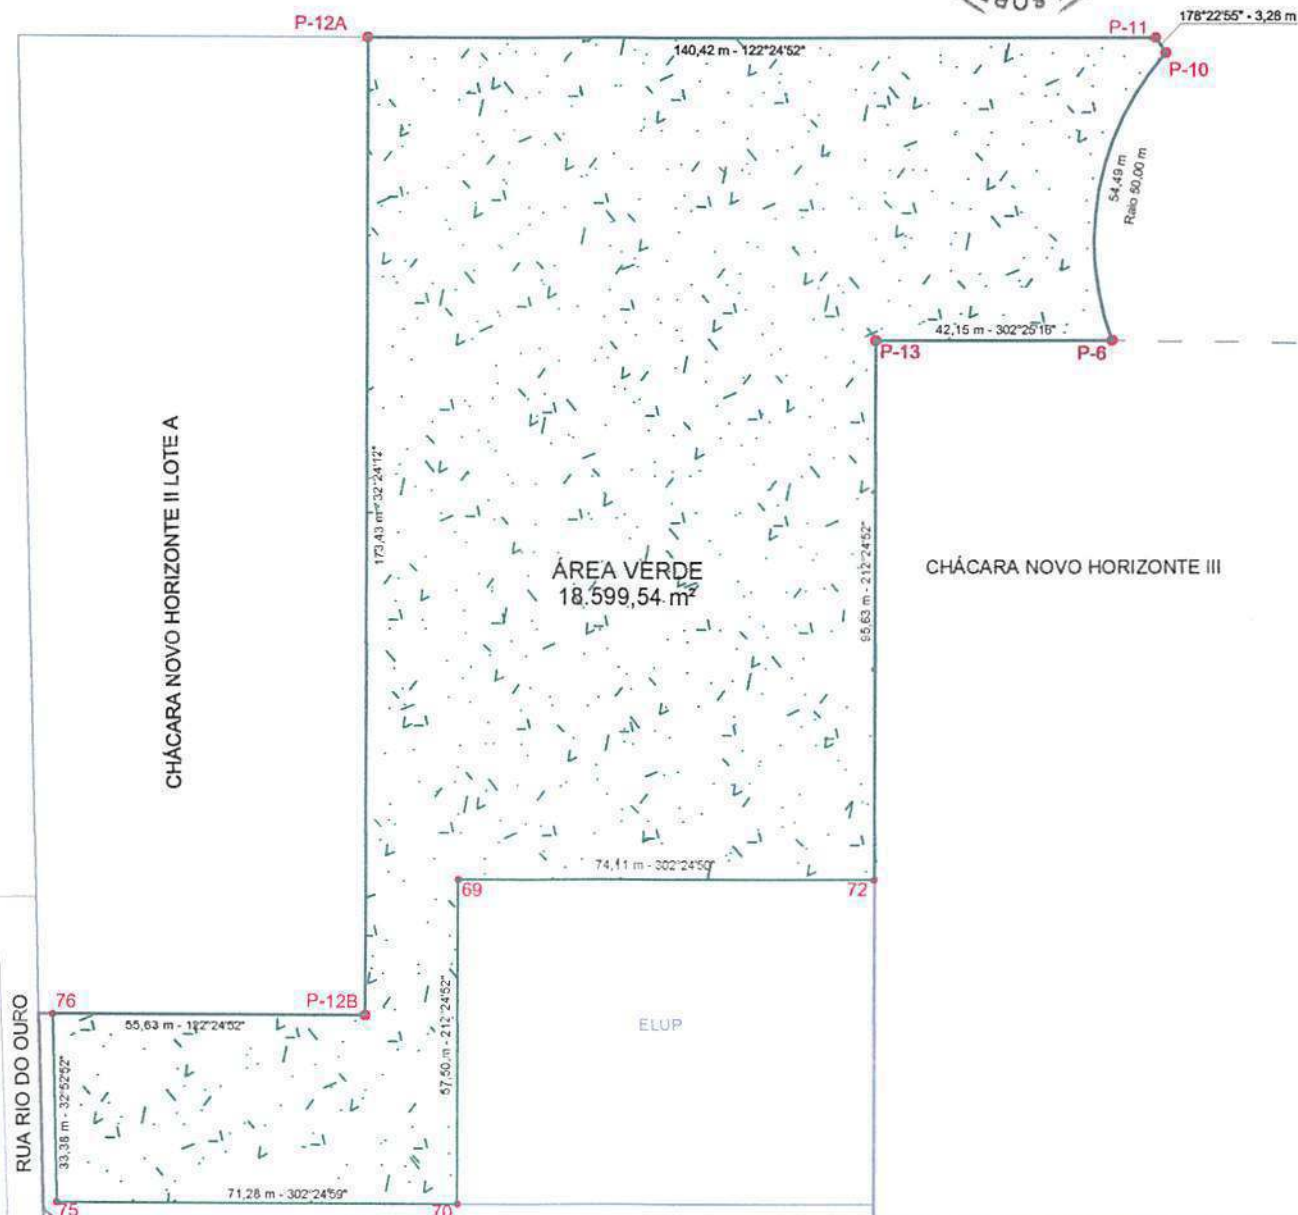 178°22'55" - 3,28 m
P-12A
P-11
140,42 m - 122°24'52"
P-10
54,49 m
Raio 50,00 m
42,15 m - 302°25'16"
P-13
P-6
CHÁCARA NOVO HORIZONTE II LOTE A
173,43 m - 32°24'12"
ÁREA VERDE
18.599,54 m²
95,63 m - 212°24'52"
CHÁCARA NOVO HORIZONTE III
74,11 m - 302°24'50"
69
72
76
P-12B
55,63 m - 122°24'52"
RUA RIO DO OURO
33,38 m - 32°52'52"
57,50 m - 212°24'52"
ELUP
71,28 m - 302°24'59"
75
70